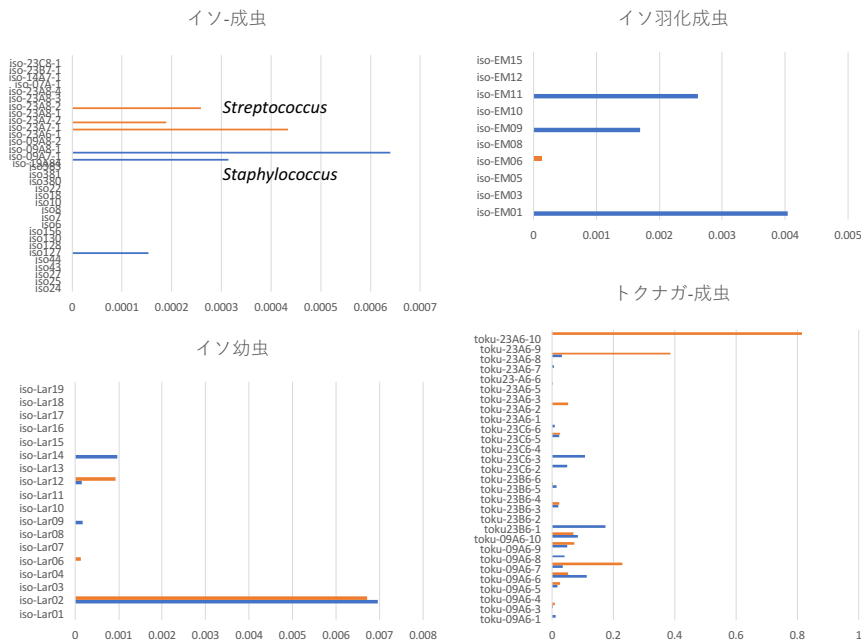 イソ-成虫
iso-23C8-1
iso-23B7-1
iso-14A7-1
iso-07A-1
iso-23A8-4
iso-23A8-3
iso-23A8-2
iso-23A8-1
iso-23A7-2
iso-23A7-1
iso-23A6-1
iso-09A8-2
iso-09A8-1
iso-09A7-1
iso381
iso380
iso22
iso18
iso10
iso8
iso7
iso6
iso156
iso130
iso128
iso127
iso44
iso43
iso27
iso25
iso24
Streptococcus
Staphylococcus
0 0.0001 0.0002 0.0003 0.0004 0.0005 0.0006 0.0007
イソ羽化成虫
iso-EM15
iso-EM12
iso-EM11
iso-EM10
iso-EM09
iso-EM08
iso-EM06
iso-EM05
iso-EM03
iso-EM01
0 0.001 0.002 0.003 0.004 0.005
イソ幼虫
iso-Lar19
iso-Lar18
iso-Lar17
iso-Lar16
iso-Lar15
iso-Lar14
iso-Lar13
iso-Lar12
iso-Lar11
iso-Lar10
iso-Lar09
iso-Lar08
iso-Lar07
iso-Lar06
iso-Lar04
iso-Lar03
iso-Lar02
iso-Lar01
0 0.001 0.002 0.003 0.004 0.005 0.006 0.007 0.008
トクナガ-成虫
toku-23A6-10
toku-23A6-9
toku-23A6-8
toku-23A6-7
toku23-A6-6
toku-23A6-5
toku-23A6-3
toku-23A6-2
toku-23A6-1
toku-23C6-6
toku-23C6-5
toku-23C6-4
toku-23C6-3
toku-23C6-2
toku-23B6-6
toku-23B6-5
toku-23B6-4
toku-23B6-3
toku-23B6-2
toku23B6-1
toku-09A6-10
toku-09A6-9
toku-09A6-8
toku-09A6-7
toku-09A6-6
toku-09A6-5
toku-09A6-4
toku-09A6-3
toku-09A6-1
0 0.2 0.4 0.6 0.8 1